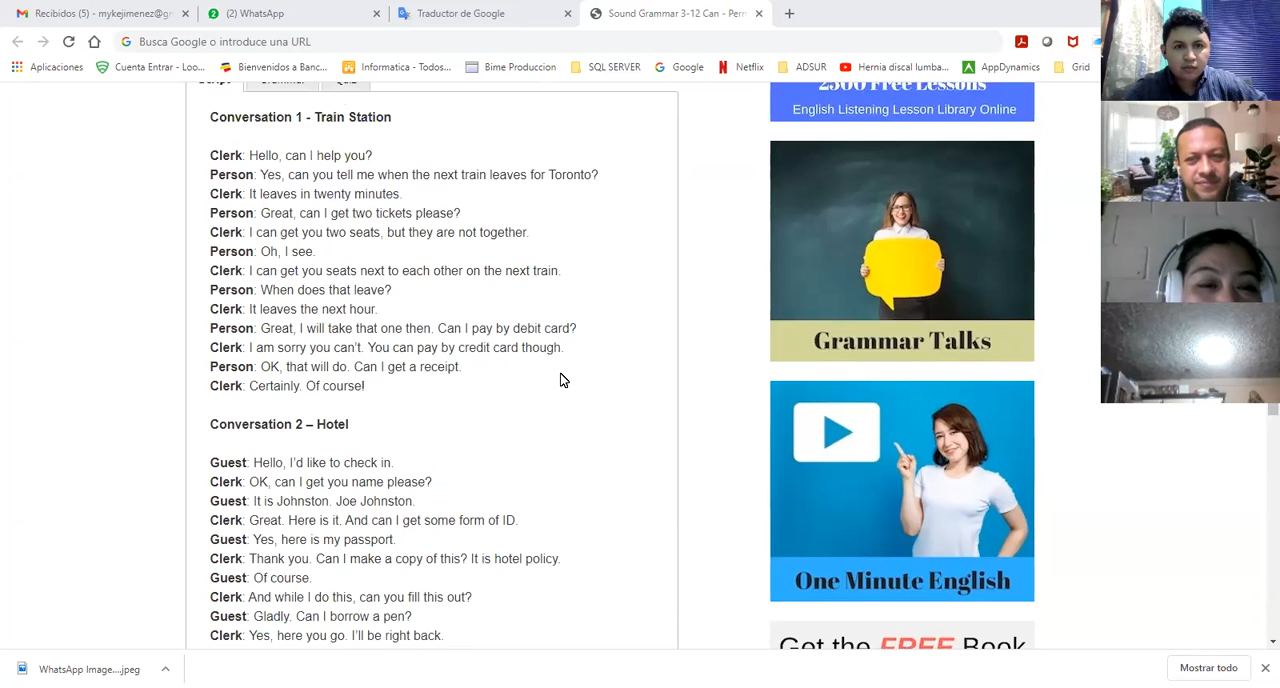 Recibidos (5) - mykejimenez@gr
(2) WhatsApp
Traductor de Google
Sound Grammar 3-12 Can - Perm
Busca Google o introduce una URL
Aplicaciones
Cuenta Entrar - Loo...
Bienvenidos a Banc...
Informatica - Todos...
Bee Produccion
SQL SERVER
Google
Netflix
ADSUR
Hernia discal lumba...
AppDynamics
Grid
Conversation 1 - Train Station
Clerk: Hello, can I help you?
Person: Yes, can you tell me when the next train leaves for Toronto?
Clerk: It leaves in twenty minutes.
Person: Great, can I get two tickets please?
Clerk: I can get you two seats, but they are not together.
Person: Oh, I see.
Clerk: I can get you seats next to each other on the next train.
Person: When does that leave?
Clerk: It leaves the next hour.
Person: Great, I will take that one then. Can I pay by debit card?
Clerk: I am sorry you can't. You can pay by credit card though.
Person: OK, that will do. Can I get a receipt.
Clerk: Certainly. Of course!
Conversation 2 – Hotel
Guest: Hello, I'd like to check in.
Clerk: OK, can I get you name please?
Guest: It is Johnston. Joe Johnston.
Clerk: Great. Here is it. And can I get some form of ID.
Guest: Yes, here is my passport.
Clerk: Thank you. Can I make a copy of this? It is hotel policy.
Guest: Of course.
Clerk: And while I do this, can you fill this out?
Guest: Gladly. Can I borrow a pen?
Clerk: Yes, here you go. I'll be right back.
2500 Free Lessons
English Listening Lesson Library Online
Grammar Talks
One Minute English
Get the FREE Book
WhatsApp Image....jpeg
Mostrar todo